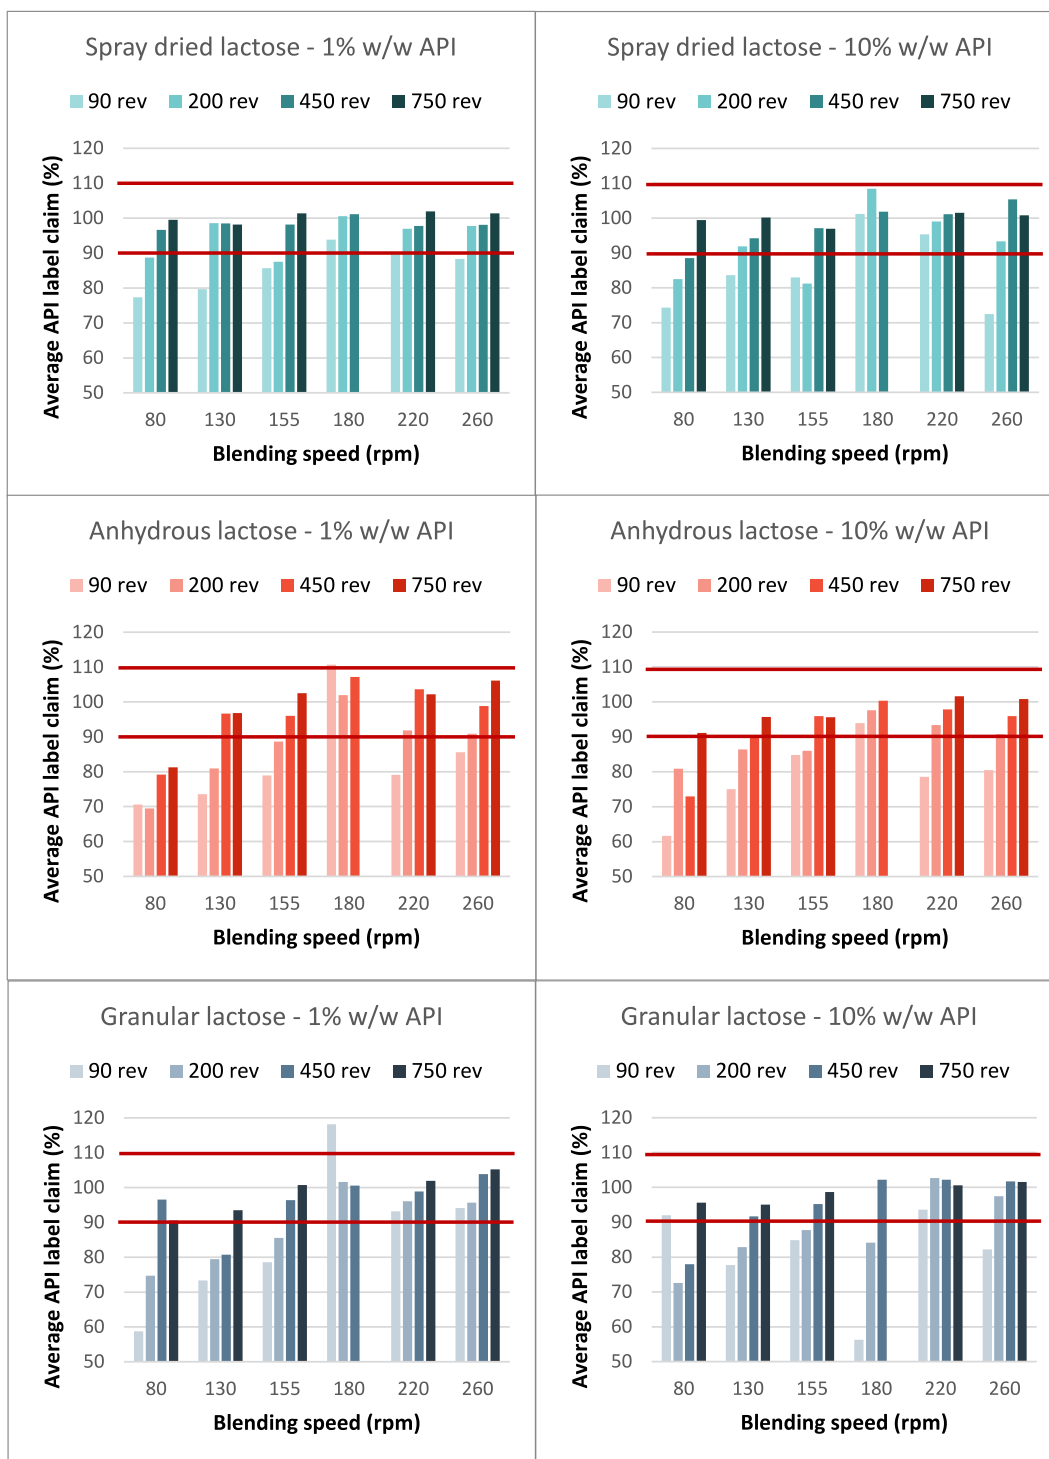 Spray dried lactose - 1% w/w API
90 rev 200 rev 450 rev 750 rev
Average API label claim (%)
120
110
100
90
80
70
60
50
80 130 155 180 220 260
Blending speed (rpm)
Spray dried lactose - 10% w/w API
90 rev 200 rev 450 rev 750 rev
Average API label claim (%)
120
110
100
90
80
70
60
50
80 130 155 180 220 260
Blending speed (rpm)
Anhydrous lactose - 1% w/w API
90 rev 200 rev 450 rev 750 rev
Average API label claim (%)
120
110
100
90
80
70
60
50
80 130 155 180 220 260
Blending speed (rpm)
Anhydrous lactose - 10% w/w API
90 rev 200 rev 450 rev 750 rev
Average API label claim (%)
120
110
100
90
80
70
60
50
80 130 155 180 220 260
Blending speed (rpm)
Granular lactose - 1% w/w API
90 rev 200 rev 450 rev 750 rev
Average API label claim (%)
120
110
100
90
80
70
60
50
80 130 155 180 220 260
Blending speed (rpm)
Granular lactose - 10% w/w API
90 rev 200 rev 450 rev 750 rev
Average API label claim (%)
120
110
100
90
80
70
60
50
80 130 155 180 220 260
Blending speed (rpm)